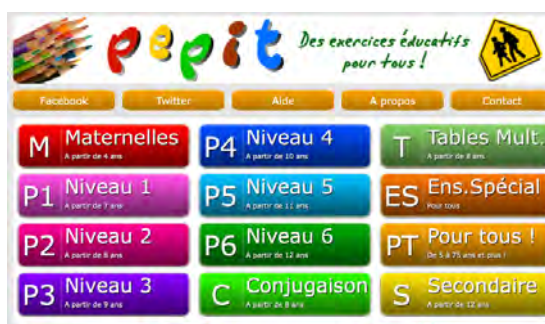 pepit
Des exercices éducatifs
pour tous !
Facebook Twitter Aide A propos Contact
M Maternelles
A partir de 4 ans
P4 Niveau 4
A partir de 10 ans
T Tables Mult.
A partir de 8 ans
P1 Niveau 1
A partir de 7 ans
P5 Niveau 5
A partir de 11 ans
ES Ens.Spécial
Pour tous
P2 Niveau 2
A partir de 8 ans
P6 Niveau 6
A partir de 12 ans
PT Pour tous !
De 5 à 75 ans et plus !
P3 Niveau 3
A partir de 9 ans
C Conjugaison
A partir de 8 ans
S Secondaire
A partir de 12 ans